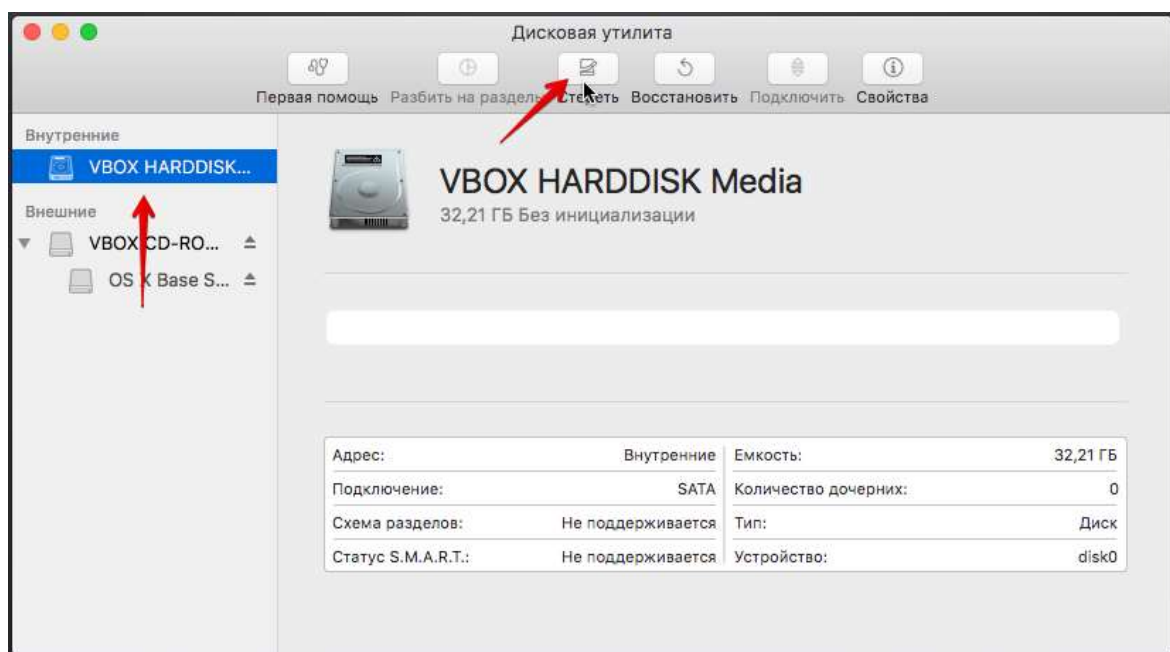 Дисковая утилита
Первая помощь Разбить на разделы Стереть Восстановить Подключить Свойства
Внутренние
VBOX HARDDISK...
Внешние
VBOX CD-RO...
OS X Base S...
VBOX HARDDISK Media
32,21 ГБ Без инициализации
Адрес: Внутренние Емкость: 32,21 ГБ
Подключение: SATA Количество дочерних: 0
Схема разделов: Не поддерживается Тип: Диск
Статус S.M.A.R.T.: Не поддерживается Устройство: disk0